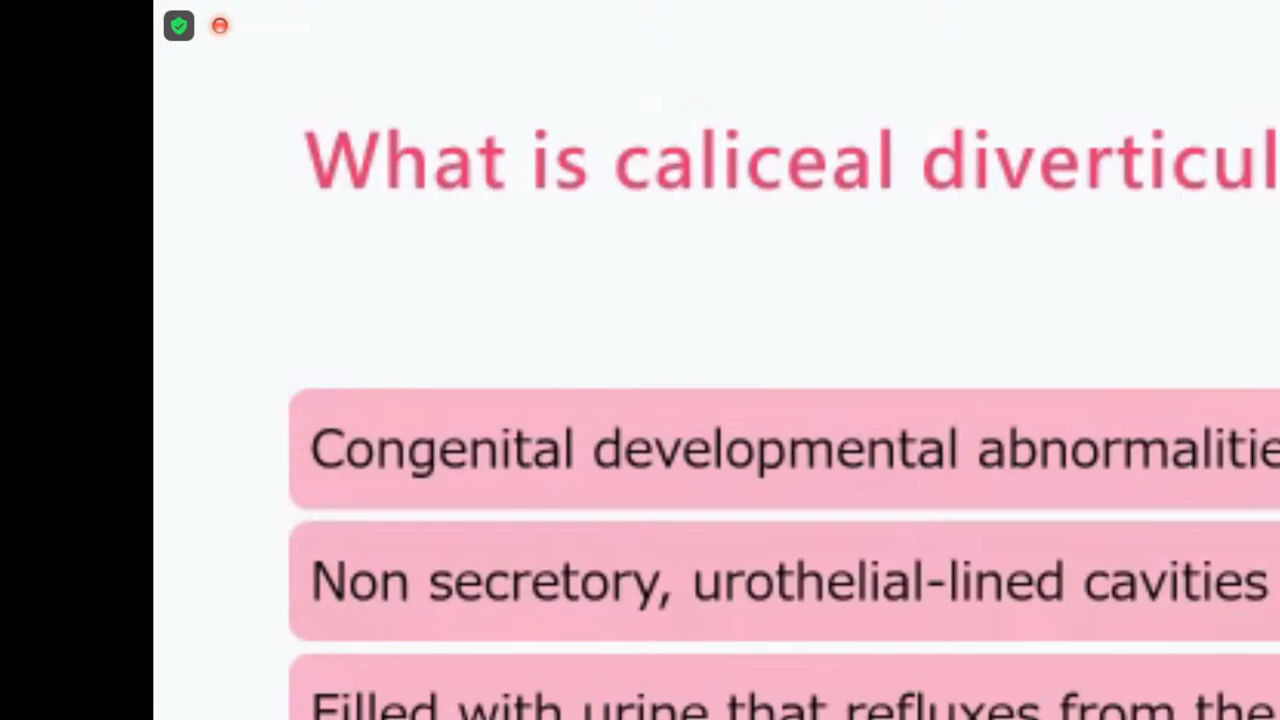 What is caliceal diverticul
Congenital developmental abnormalitie
Non secretory, urothelial-lined cavities
Filled with urine that refluxes from the